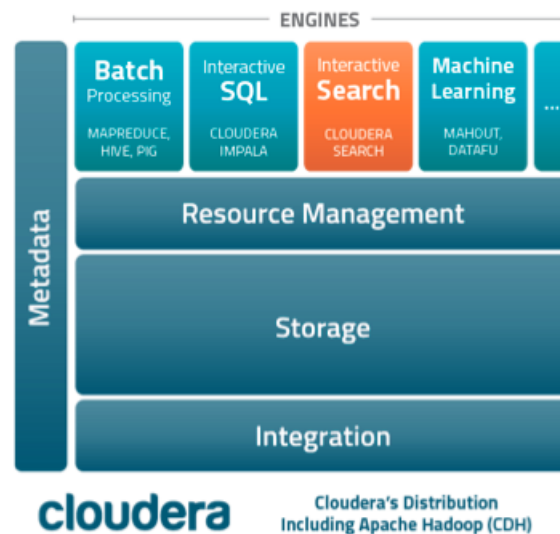 ENGINES
Batch
Processing
MAPREDUCE,
HIVE, PIG
Interactive
SQL
CLOUDERA
IMPALA
Interactive
Search
CLOUDERA
SEARCH
Machine
Learning
MAHOUT,
DATAFU
...
Metadata
Resource Management
Storage
Integration
cloudera
Cloudera's Distribution
Including Apache Hadoop (CDH)